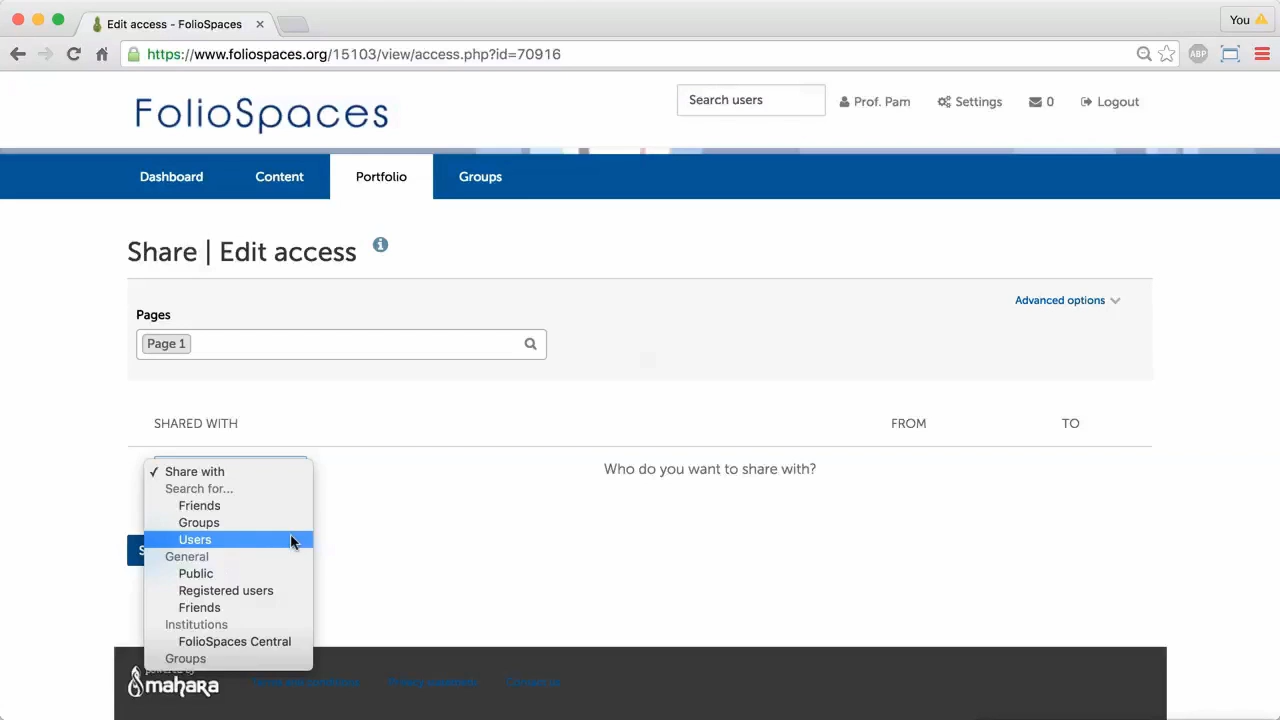 Edit access - FolioSpaces
You
https://www.foliospaces.org/15103/view/access.php?id=70916
ABP
FolioSpaces
Search users
Prof. Pam
Settings
0
Logout
Dashboard
Content
Portfolio
Groups
Share | Edit access
Advanced options
Pages
Page 1
SHARED WITH
FROM
TO
Who do you want to share with?
✓ Share with
Search for...
Friends
Groups
Users
General
Public
Registered users
Friends
Institutions
FolioSpaces Central
Groups
powered by
mahara